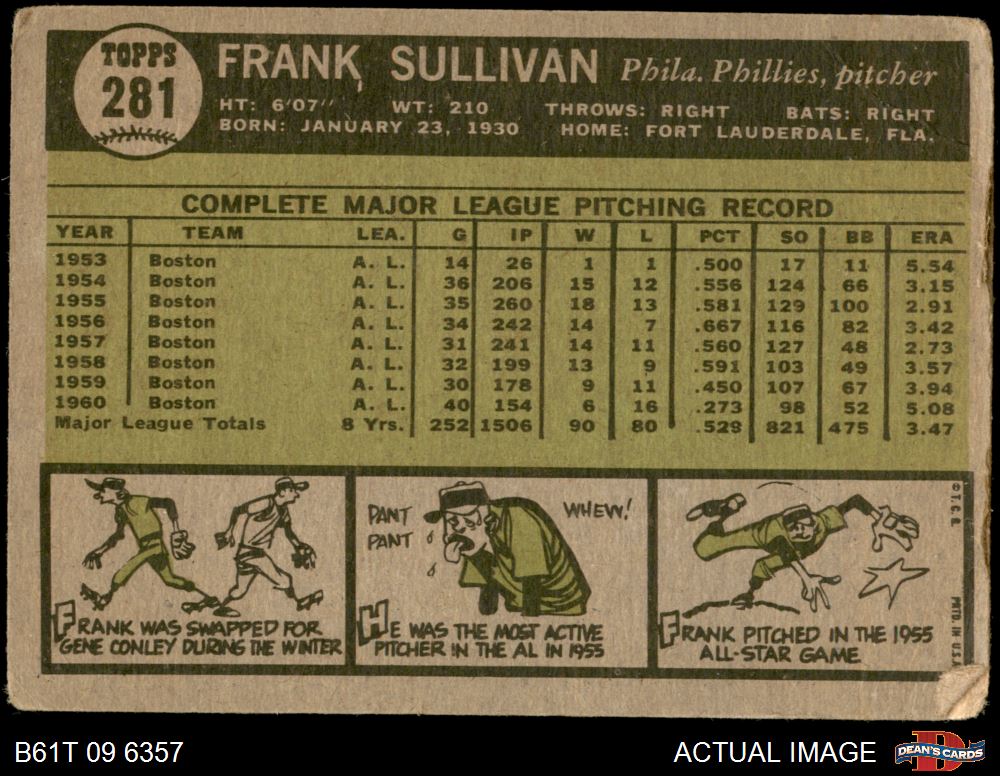 TOPPS
281
FRANK SULLIVAN Phila. Phillies, pitcher
HT: 6'07" WT: 210 THROWS: RIGHT BATS: RIGHT
BORN: JANUARY 23, 1930 HOME: FORT LAUDERDALE, FLA.
COMPLETE MAJOR LEAGUE PITCHING RECORD
YEAR TEAM LEA. G IP W L PCT SO BB ERA
1953 Boston A. L. 14 26 1 1 .500 17 11 5.54
1954 Boston A. L. 36 206 15 12 .556 124 66 3.15
1955 Boston A. L. 35 260 18 13 .581 129 100 2.91
1956 Boston A. L. 34 242 14 7 .667 116 82 3.42
1957 Boston A. L. 31 241 14 11 .560 127 48 2.73
1958 Boston A. L. 32 199 13 9 .591 103 49 3.57
1959 Boston A. L. 30 178 9 11 .450 107 67 3.94
1960 Boston A. L. 40 154 6 16 .273 98 52 5.08
Major League Totals 8 Yrs. 252 1506 90 80 .529 821 475 3.47
FRANK WAS SWAPPED FOR
GENE CONLEY DURING THE WINTER
PANT
PANT
WHEW!
HE WAS THE MOST ACTIVE
PITCHER IN THE AL IN 1955
FRANK PITCHED IN THE 1955
ALL-STAR GAME
© T. C. G.
PRTD. IN U.S.A.
B61T 09 6357
ACTUAL IMAGE
DEAN'S CARDS